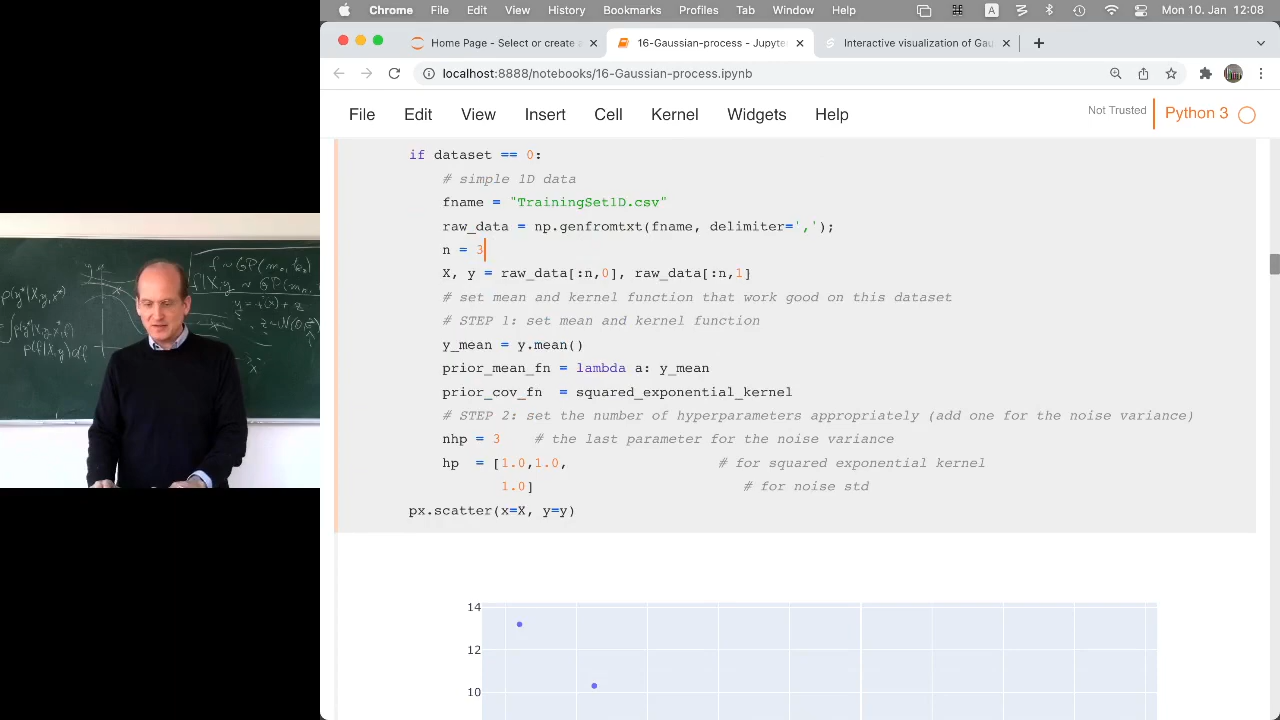 Chrome File Edit View History Bookmarks Profiles Tab Window Help A Mon 10. Jan 12:08
Home Page - Select or create 16-Gaussian-process - Jupyte Interactive visualization of Gau
localhost:8888/notebooks/16-Gaussian-process.ipynb
File Edit View Insert Cell Kernel Widgets Help Not Trusted Python 3
if dataset == 0:
# simple 1D data
fname = "TrainingSet1D.csv"
raw_data = np.genfromtxt(fname, delimiter=',');
n = 3
X, y = raw_data[:n,0], raw_data[:n,1]
# set mean and kernel function that work good on this dataset
# STEP 1: set mean and kernel function
y_mean = y.mean()
prior_mean_fn = lambda a: y_mean
prior_cov_fn = squared_exponential_kernel
# STEP 2: set the number of hyperparameters appropriately (add one for the noise variance)
nhp = 3 # the last parameter for the noise variance
hp = [1.0,1.0, # for squared exponential kernel
1.0] # for noise std
px.scatter(x=X, y=y)
14
12
10